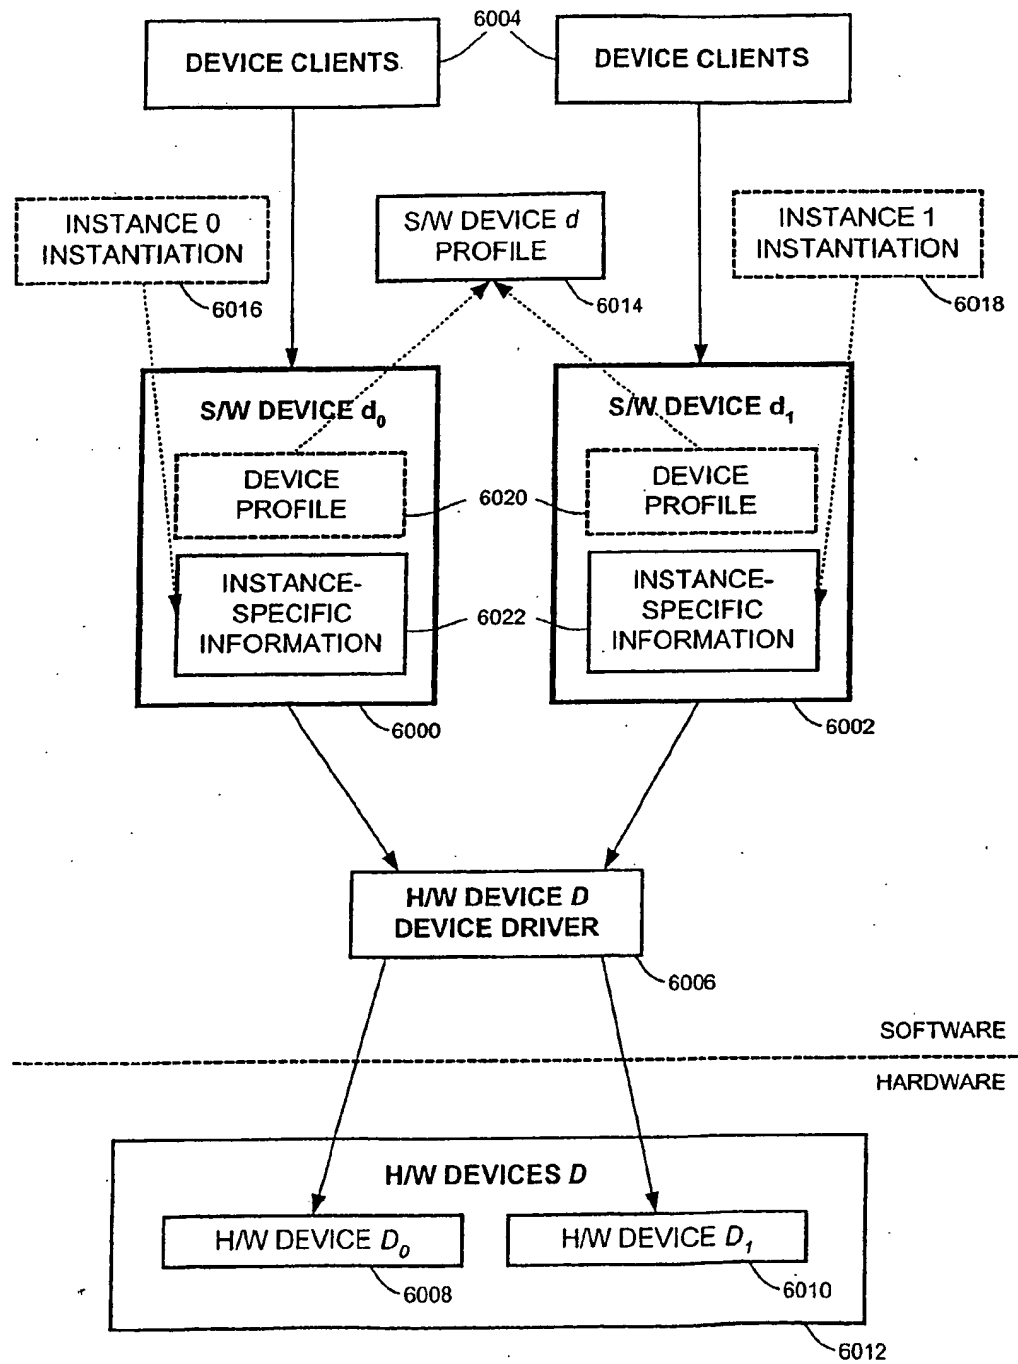 6004
DEVICE CLIENTS
DEVICE CLIENTS
INSTANCE 0
INSTANTIATION
6016
S/W DEVICE d
PROFILE
6014
INSTANCE 1
INSTANTIATION
6018
S/W DEVICE d0
DEVICE
PROFILE
INSTANCE-
SPECIFIC
INFORMATION
6000
6020
6022
S/W DEVICE d1
DEVICE
PROFILE
INSTANCE-
SPECIFIC
INFORMATION
6002
H/W DEVICE D
DEVICE DRIVER
6006
SOFTWARE
HARDWARE
H/W DEVICES D
H/W DEVICE D0
6008
H/W DEVICE D1
6010
6012